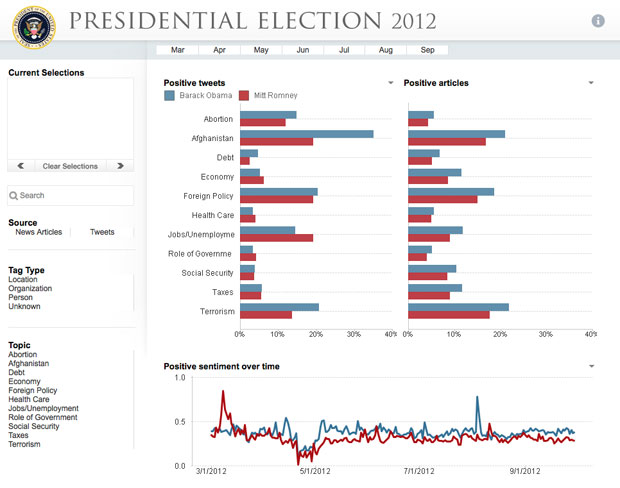 PRESIDENTIAL ELECTION 2012
Mar Apr May Jun Jul Aug Sep
Current Selections
Clear Selections
Search
Source
News Articles Tweets
Tag Type
Location
Organization
Person
Unknown
Topic
Abortion
Afghanistan
Debt
Economy
Foreign Policy
Health Care
Jobs/Unemployment
Role of Government
Social Security
Taxes
Terrorism
Positive tweets
Barack Obama Mitt Romney
Abortion
Afghanistan
Debt
Economy
Foreign Policy
Health Care
Jobs/Unemployme
Role of Governme
Social Security
Taxes
Terrorism
0% 10% 20% 30% 40%
Positive articles
0% 10% 20% 30% 40%
Positive sentiment over time
1.0
0.5
0.0
3/1/2012 5/1/2012 7/1/2012 9/1/2012